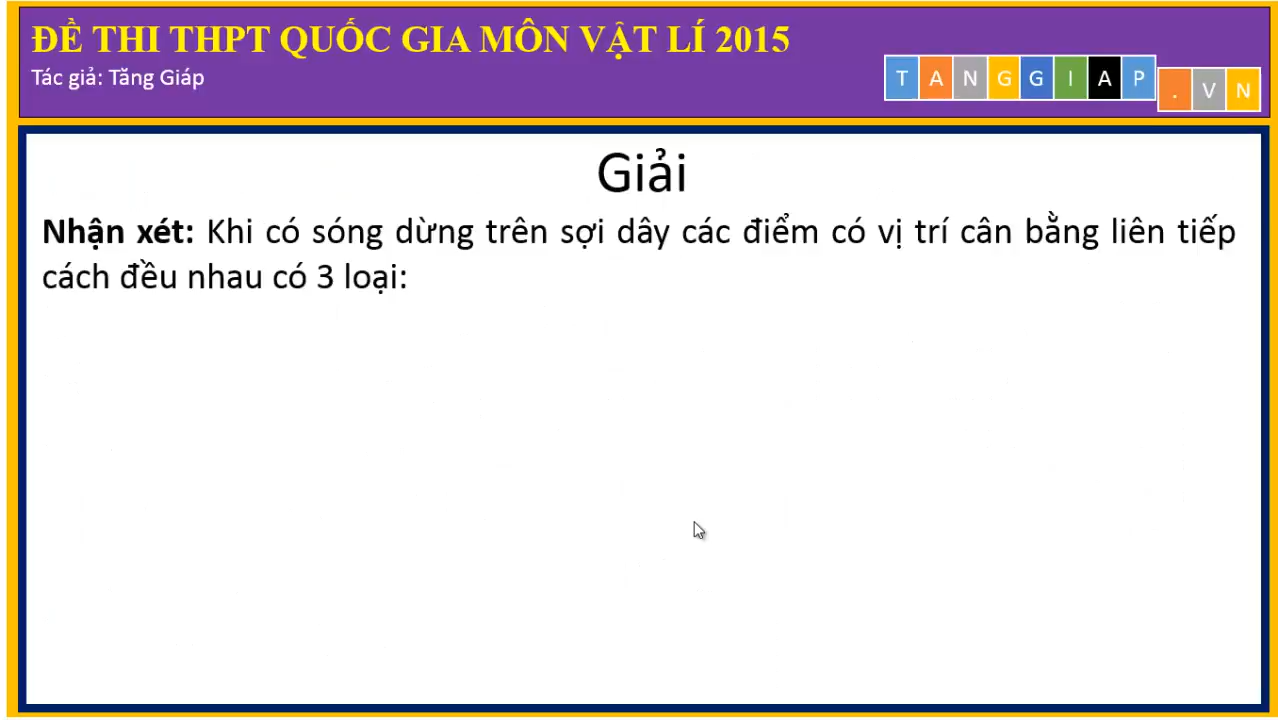 ĐỀ THI THPT QUỐC GIA MÔN VẬT LÍ 2015
Tác giả: Tăng Giáp
TANGGIAP.VN
Giải
Nhận xét: Khi có sóng dừng trên sợi dây các điểm có vị trí cân bằng liên tiếp
cách đều nhau có 3 loại: